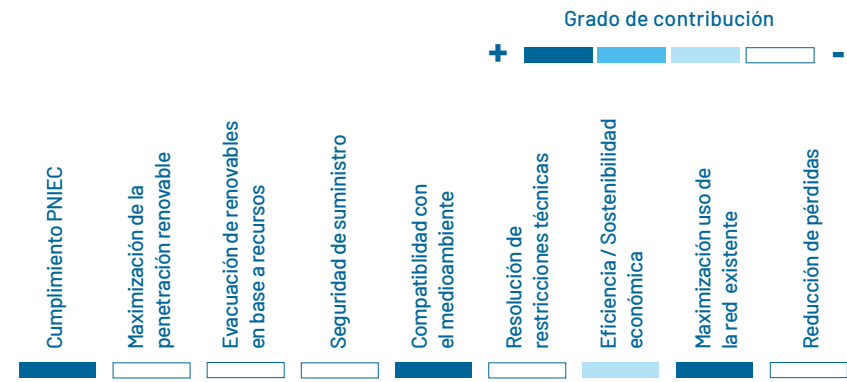 Grado de contribución
+ -
Cumplimiento PNIEC
Maximización de la
penetración renovable
Evacuación de renovables
en base a recursos
Seguridad de suministro
Compatiblidad con
el medioambiente
Resolución de
restricciones técnicas
Eficiencia / Sostenibilidad
económica
Maximización uso de
la red existente
Reducción de pérdidas